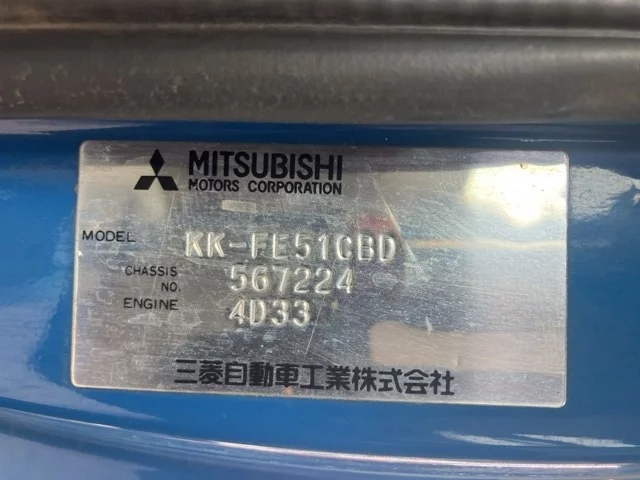 MITSUBISHI
MOTORS CORPORATION
MODEL KK-FE51CBD
CHASSIS NO. 567224
ENGINE 4D33
三菱自動車工業株式会社